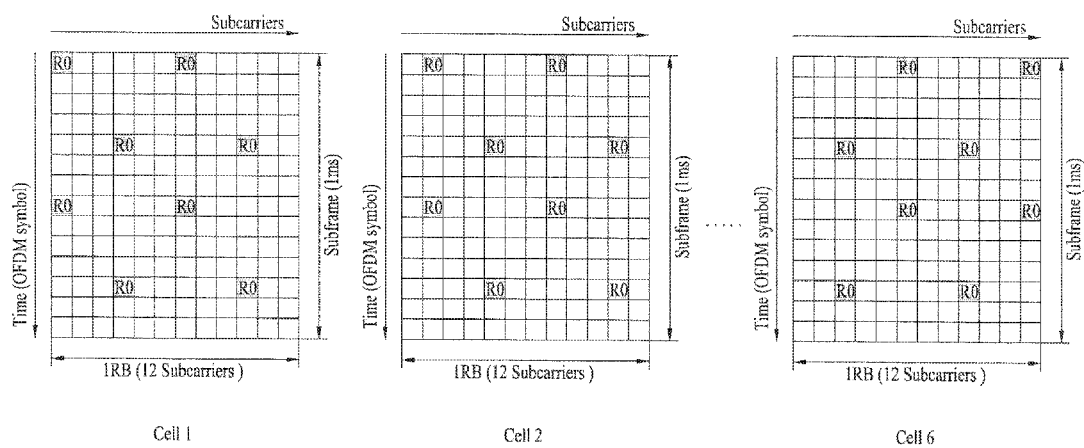 Subcarriers
R0 R0
R0 R0
R0 R0
R0 R0
Time (OFDM symbol)
Subframe (1ms)
1RB (12 Subcarriers )
Cell 1
Subcarriers
R0 R0
R0 R0
R0 R0
R0 R0
Time (OFDM symbol)
Subframe (1ms)
1RB (12 Subcarriers )
Cell 2
.....
Subcarriers
R0 R0
R0 R0
R0 R0
R0 R0
Time (OFDM symbol)
Subframe (1ms)
1RB (12 Subcarriers )
Cell 6